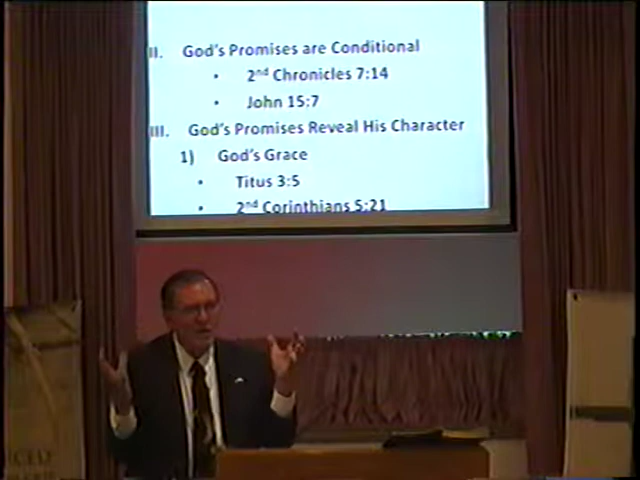 II. God's Promises are Conditional
• 2nd Chronicles 7:14
• John 15:7
III. God's Promises Reveal His Character
1) God's Grace
• Titus 3:5
• 2nd Corinthians 5:21